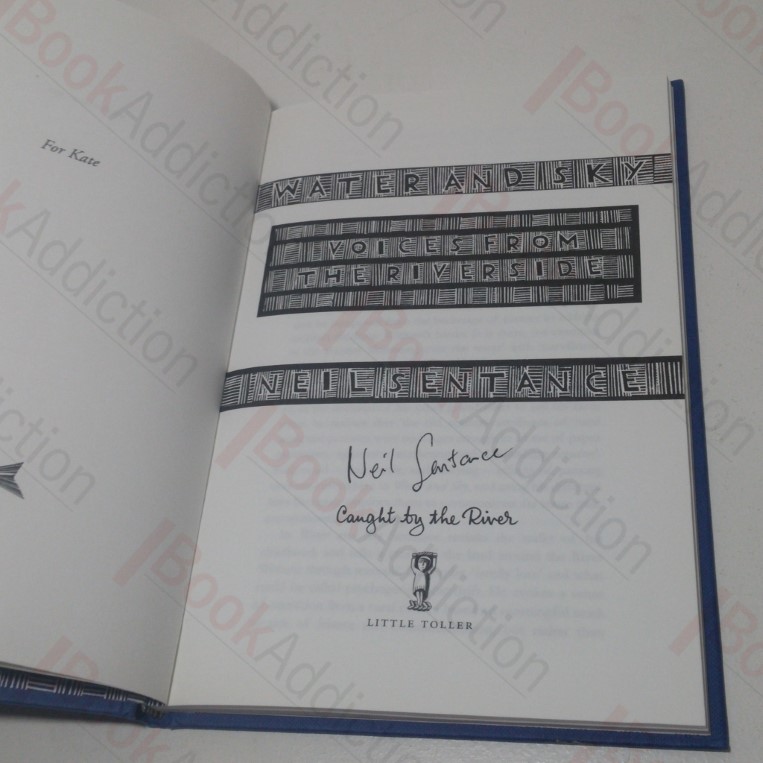 For Kate
WATER AND SKY
VOICES FROM
THE RIVERSIDE
NEIL SENTANCE
Neil Sentance
Caught by the River
LITTLE TOLLER
BookAddiction